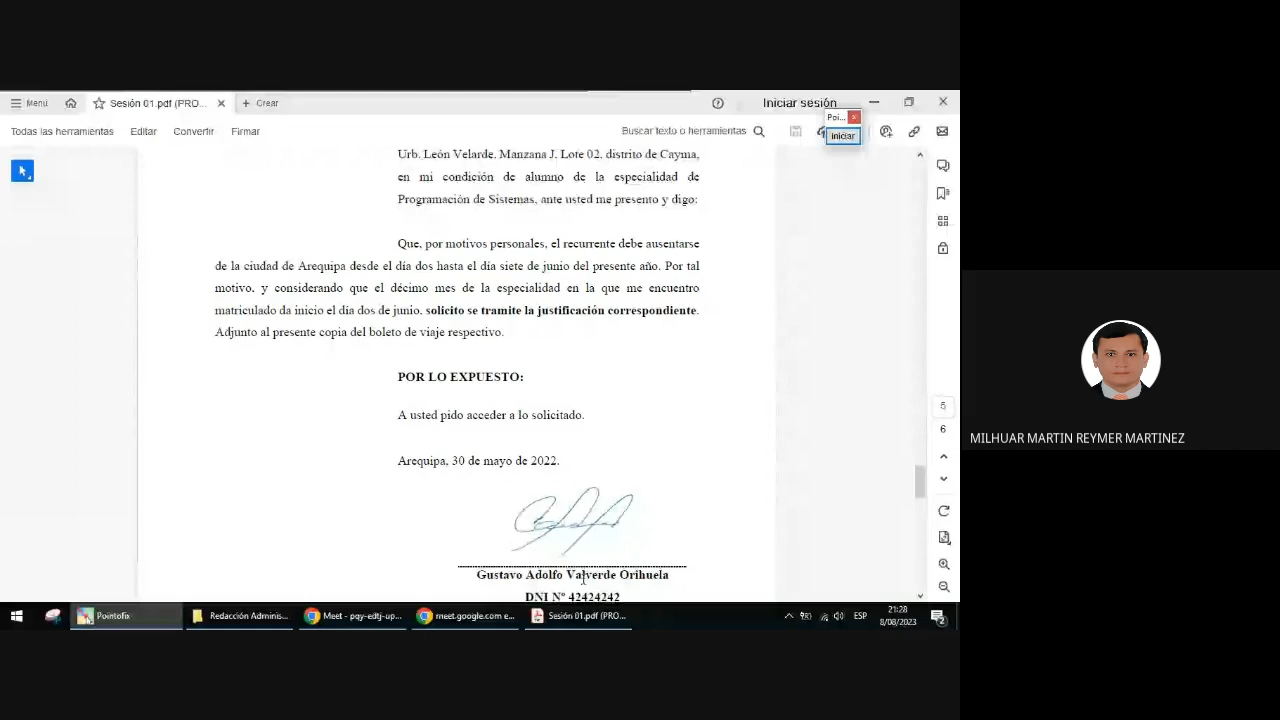 Menú
Sesión 01.pdf (PRO...
Crear
Iniciar sesión
Poi...
Iniciar
Todas las herramientas
Editar
Convertir
Firmar
Buscar texto o herramientas
Urb. León Velarde, Manzana J, Lote 02, distrito de Cayma,
en mi condición de alumno de la especialidad de
Programación de Sistemas, ante usted me presento y digo:
Que, por motivos personales, el recurrente debe ausentarse
de la ciudad de Arequipa desde el día dos hasta el día siete de junio del presente año. Por tal
motivo, y considerando que el décimo mes de la especialidad en la que me encuentro
matriculado da inicio el día dos de junio, solicito se tramite la justificación correspondiente.
Adjunto al presente copia del boleto de viaje respectivo.
POR LO EXPUESTO:
A usted pido acceder a lo solicitado.
Arequipa, 30 de mayo de 2022.
Gustavo Adolfo Valverde Orihuela
DNI Nº 42424242
5
6
MILHUAR MARTIN REYMER MARTINEZ
Pointofix
Redacción Adminis...
Meet - pqy-edtj-up...
meet.google.com e...
Sesión 01.pdf (PRO...
ESP
21:28
8/08/2023
2